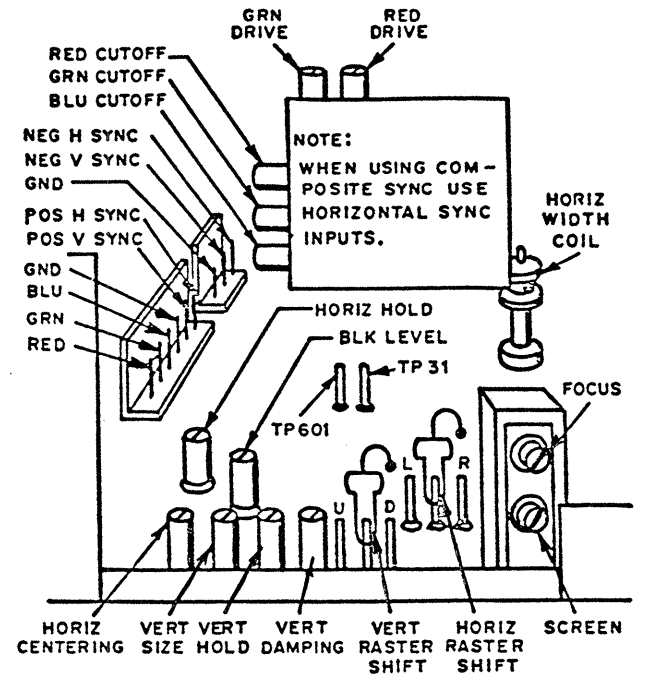 GRN
DRIVE
RED
DRIVE
RED CUTOFF
GRN CUTOFF
BLU CUTOFF
NEG H SYNC
NEG V SYNC
GND
POS H SYNC
POS V SYNC
GND
BLU
GRN
RED
NOTE:
WHEN USING COM-
POSITE SYNC USE
HORIZONTAL SYNC
INPUTS.
HORIZ
WIDTH
COIL
HORIZ HOLD
BLK LEVEL
TP 31
TP601
FOCUS
L
R
U
D
HORIZ
CENTERING
VERT
SIZE
VERT
HOLD
VERT
DAMPING
VERT
RASTER
SHIFT
HORIZ
RASTER
SHIFT
SCREEN